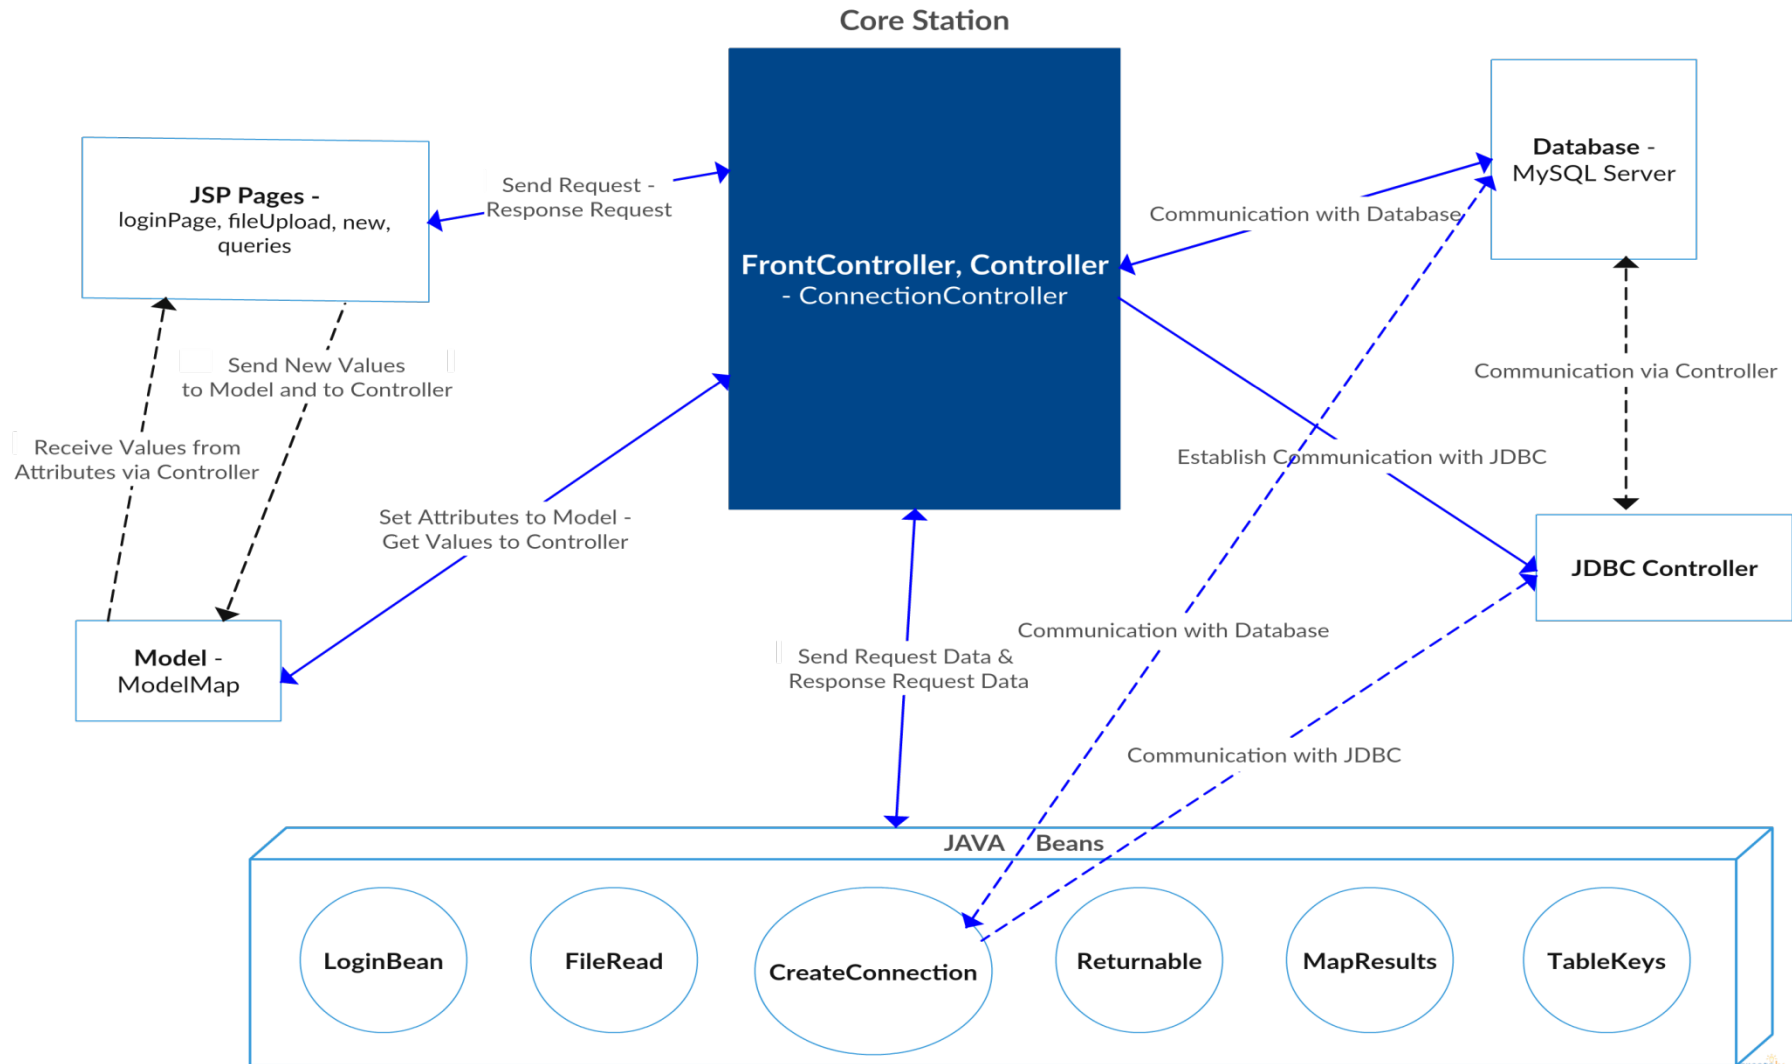 Core Station
JSP Pages -
loginPage, fileUpload, new,
queries
Send Request -
Response Request
FrontController, Controller
- ConnectionController
Database -
MySQL Server
Communication with Database
Communication via Controller
Send New Values
to Model and to Controller
Receive Values from
Attributes via Controller
Set Attributes to Model -
Get Values to Controller
Establish Communication with JDBC
JDBC Controller
Model -
ModelMap
Communication with Database
Send Request Data &
Response Request Data
Communication with JDBC
JAVA Beans
LoginBean
FileRead
CreateConnection
Returnable
MapResults
TableKeys